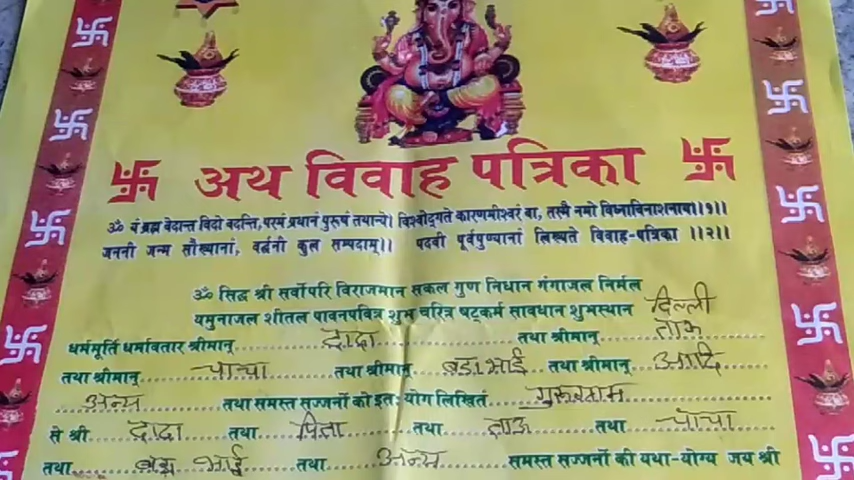 अथ विवाह पत्रिका
ॐ यं ब्रह्म वेदान्त विदो वदन्ति, परमं प्रधानं पुरुषं तथान्ये। विश्वोद्गते कारणमीश्वरं वा, तस्मै नमो विघ्नविनाशनाय।।१।।
जननी जन्म सौख्यानां, वर्द्धनी कुल सम्पदाम्।। पदवी पूर्वपुण्यानां लिख्यते विवाह-पत्रिका ।।२।।
ॐ सिद्ध श्री सर्वोपरि विराजमान सकल गुण निधान गंगाजल निर्मल
यमुनाजल शीतल पावनपवित्र शुभ चरित्र षट्कर्म सावधान शुभस्थान दिल्ली
धर्ममूर्ति धर्मावतार श्रीमान् दादा तथा श्रीमान् ताऊ
तथा श्रीमान् चाचा तथा श्रीमान् बडा भाई तथा श्रीमान् आदि
अन्य तथा समस्त सज्जनों को इतः योग लिखितं गुरुग्राम
से श्री दादा तथा पिता तथा ताऊ तथा चाचा
तथा भाई तथा अन्य समस्त सज्जनों की यथा-योग्य जय श्री